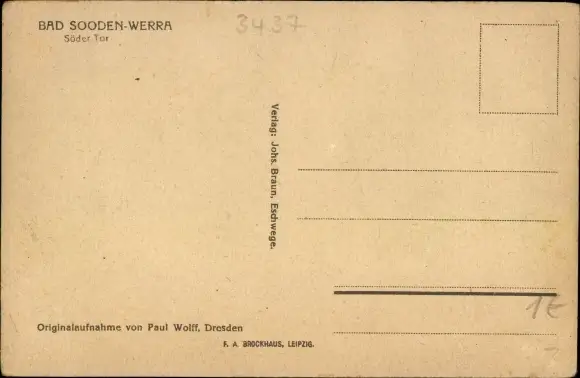 BAD SOODEN-WERRA
Söder Tor
3437
Verlag: Johs. Braun, Eschwege.
1€
Originalaufnahme von Paul Wolff, Dresden
F. A. BROCKHAUS, LEIPZIG.